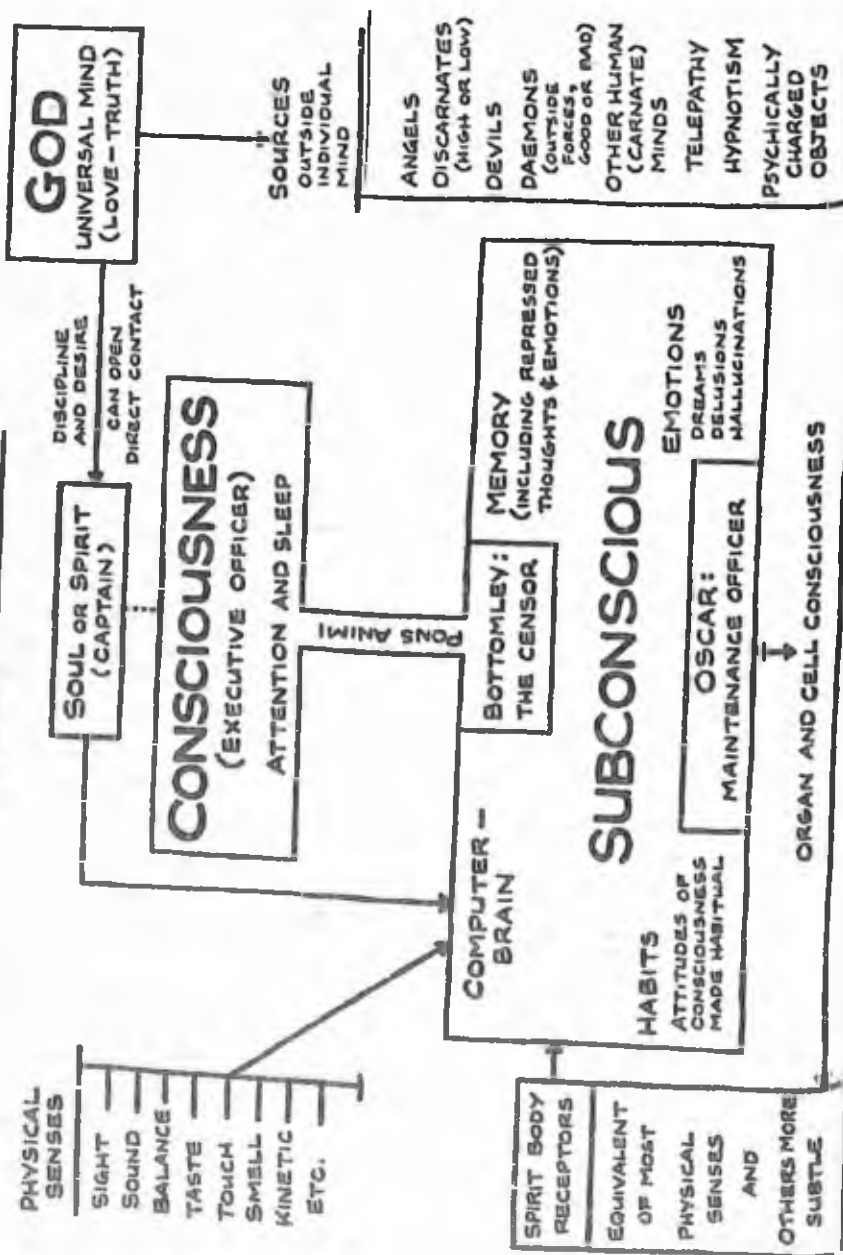 PHYSICAL
SENSES
SIGHT
SOUND
BALANCE
TASTE
TOUCH
SMELL
KINETIC
ETC.
SOUL OR SPIRIT
(CAPTAIN)
DISCIPLINE
AND DESIRE
CAN OPEN
DIRECT CONTACT
GOD
UNIVERSAL MIND
(LOVE-TRUTH)
CONSCIOUSNESS
(EXECUTIVE OFFICER)
ATTENTION AND SLEEP
PONS ANIMI
SOURCES
OUTSIDE
INDIVIDUAL
MIND
ANGELS
DISCARNATES
(HIGH OR LOW)
DEVILS
DAEMONS
(OUTSIDE
FORCES,
GOOD OR BAD)
OTHER HUMAN
(CARNATE)
MINDS
TELEPATHY
HYPNOTISM
PSYCHICALLY
CHARGED
OBJECTS
COMPUTER —
BRAIN
BOTTOMLEY:
THE CENSOR
MEMORY
(INCLUDING REPRESSED
THOUGHTS & EMOTIONS)
SUBCONSCIOUS
HABITS
ATTITUDES OF
CONSCIOUSNESS
MADE HABITUAL
OSCAR:
MAINTENANCE OFFICER
EMOTIONS
DREAMS
DELUSIONS
HALLUCINATIONS
SPIRIT BODY
RECEPTORS
EQUIVALENT
OF MOST
PHYSICAL
SENSES
AND
OTHERS MORE
SUBTLE
ORGAN AND CELL CONSCIOUSNESS